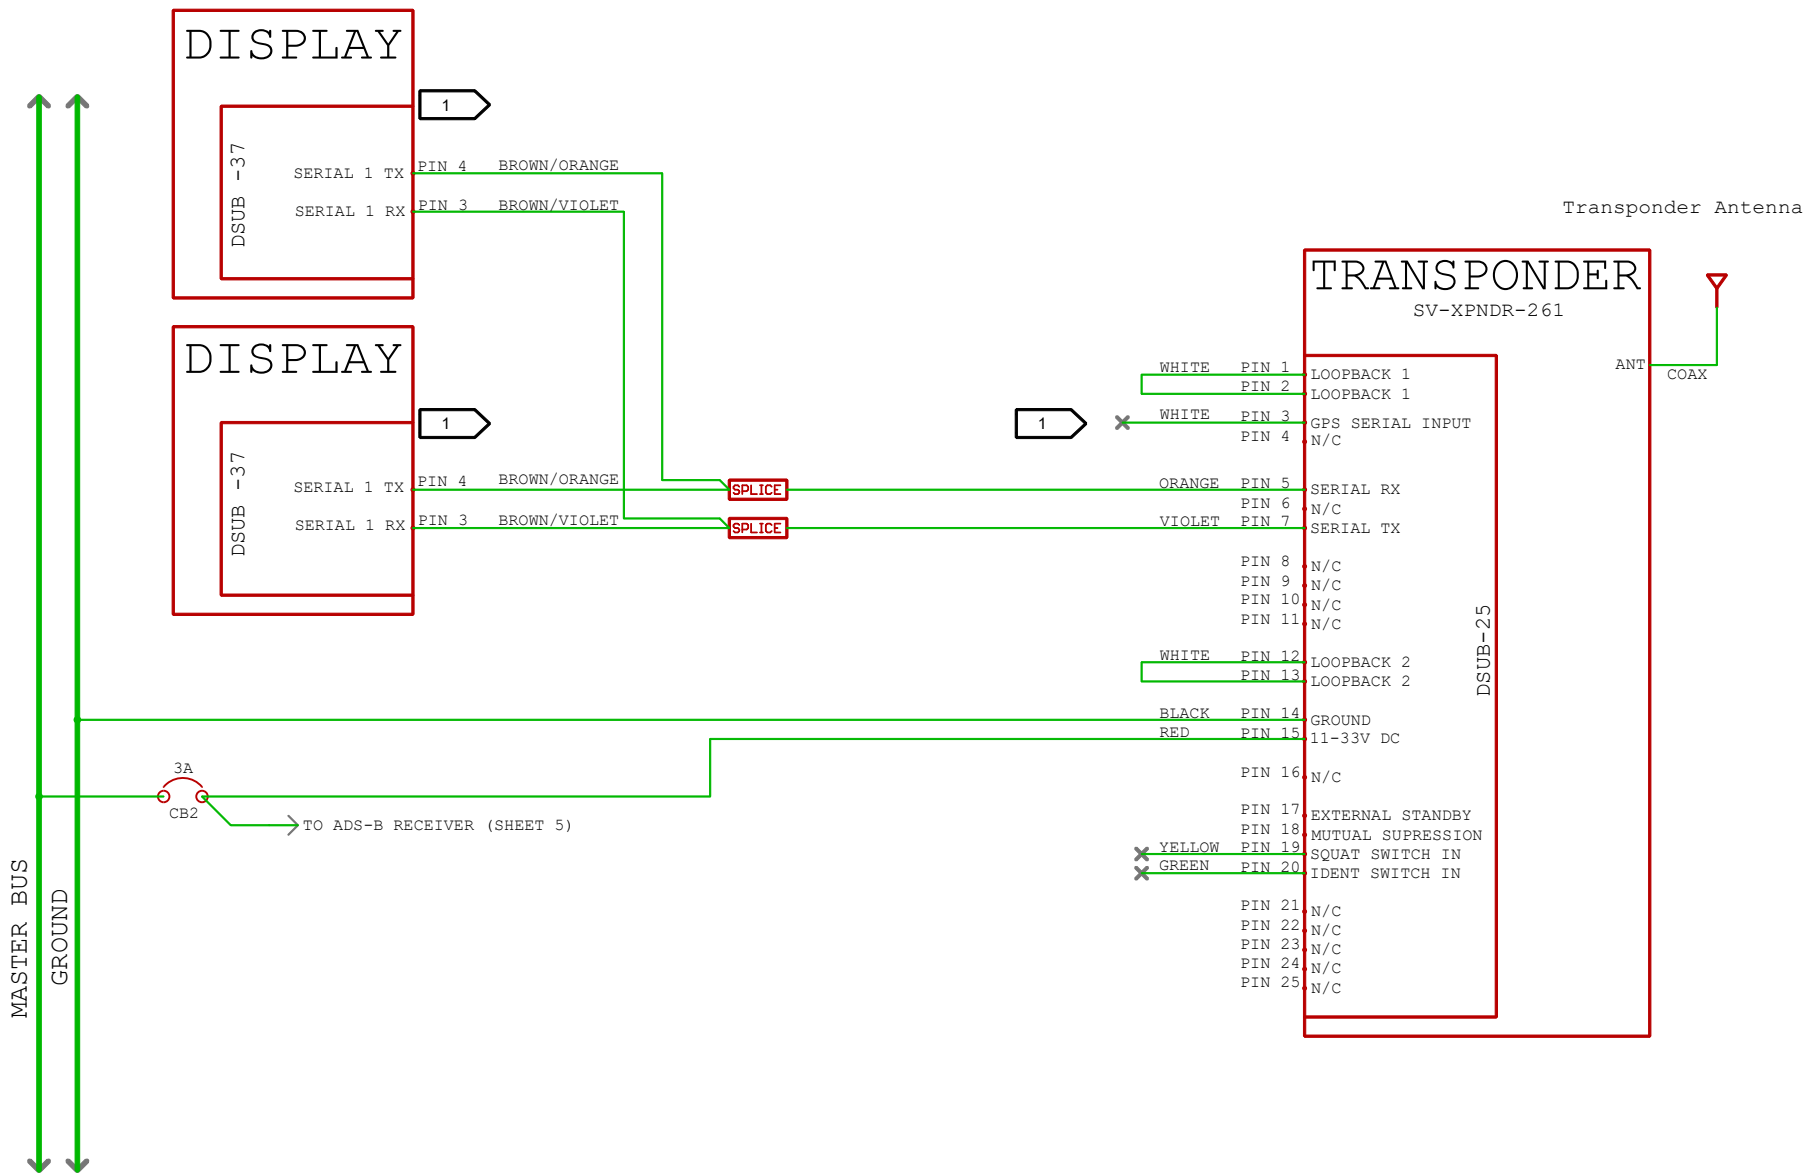 DISPLAY
1
DSUB -37
SERIAL 1 TX PIN 4 BROWN/ORANGE
SERIAL 1 RX PIN 3 BROWN/VIOLET
DISPLAY
1
DSUB -37
SERIAL 1 TX PIN 4 BROWN/ORANGE
SERIAL 1 RX PIN 3 BROWN/VIOLET
SPLICE
SPLICE
Transponder Antenna
TRANSPONDER
SV-XPNDR-261
ANT
COAX
1
WHITE PIN 1 LOOPBACK 1
PIN 2 LOOPBACK 1
WHITE PIN 3 GPS SERIAL INPUT
PIN 4 N/C
ORANGE PIN 5 SERIAL RX
PIN 6 N/C
VIOLET PIN 7 SERIAL TX
PIN 8 N/C
PIN 9 N/C
PIN 10 N/C
PIN 11 N/C
WHITE PIN 12 LOOPBACK 2
PIN 13 LOOPBACK 2
BLACK PIN 14 GROUND
RED PIN 15 11-33V DC
PIN 16 N/C
PIN 17 EXTERNAL STANDBY
PIN 18 MUTUAL SUPRESSION
YELLOW PIN 19 SQUAT SWITCH IN
GREEN PIN 20 IDENT SWITCH IN
PIN 21 N/C
PIN 22 N/C
PIN 23 N/C
PIN 24 N/C
PIN 25 N/C
DSUB-25
3A
CB2
TO ADS-B RECEIVER (SHEET 5)
MASTER BUS
GROUND